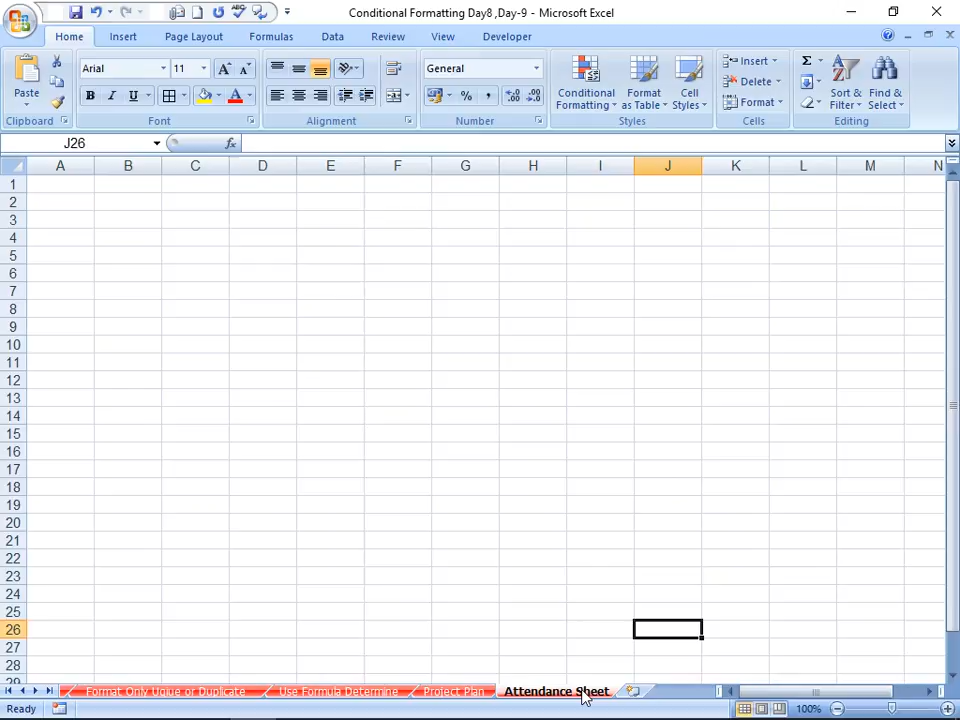 Conditional Formatting Day8 ,Day-9 - Microsoft Excel
Home Insert Page Layout Formulas Data Review View Developer
Paste
Arial 11
General
Conditional Formatting
Format as Table
Cell Styles
Insert
Delete
Format
Sort & Filter
Find & Select
Clipboard Font Alignment Number Styles Cells Editing
J26 fx
A B C D E F G H I J K L M N
1
2
3
4
5
6
7
8
9
10
11
12
13
14
15
16
17
18
19
20
21
22
23
24
25
26
27
28
29
Format Only Uqique or Duplicate Use Formula Determine Project Plan Attendance Sheet
Ready 100%